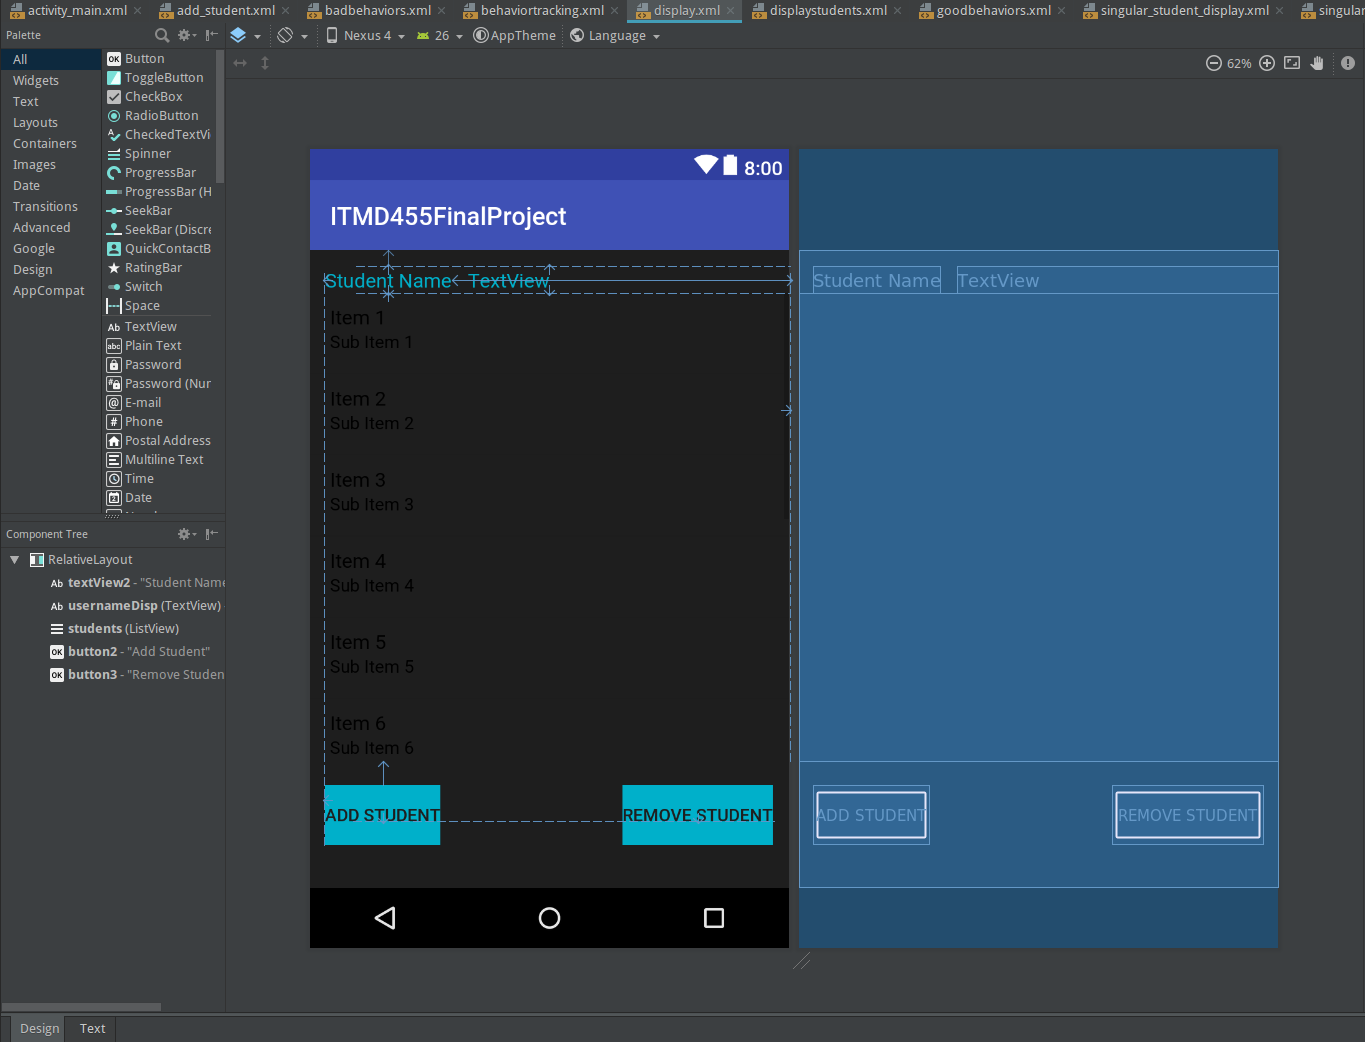 activity_main.xml add_student.xml badbehaviors.xml behaviortracking.xml display.xml displaystudents.xml goodbehaviors.xml singular_student_display.xml singular
Palette Nexus 4 26 AppTheme Language
62%
All
Widgets
Text
Layouts
Containers
Images
Date
Transitions
Advanced
Google
Design
AppCompat
Button
ToggleButton
CheckBox
RadioButton
CheckedTextVi
Spinner
ProgressBar
ProgressBar (H
SeekBar
SeekBar (Discre
QuickContactB
RatingBar
Switch
Space
Ab TextView
abc Plain Text
Password
Password (Nur
@ E-mail
# Phone
Postal Address
Multiline Text
Time
Date
Component Tree
RelativeLayout
Ab textView2 - "Student Name
Ab usernameDisp (TextView)
students (ListView)
OK button2 - "Add Student"
OK button3 - "Remove Studen
8:00
ITMD455FinalProject
Student Name TextView
Item 1
Sub Item 1
Item 2
Sub Item 2
Item 3
Sub Item 3
Item 4
Sub Item 4
Item 5
Sub Item 5
Item 6
Sub Item 6
ADD STUDENT REMOVE STUDENT
Student Name TextView
ADD STUDENT REMOVE STUDENT
Design Text